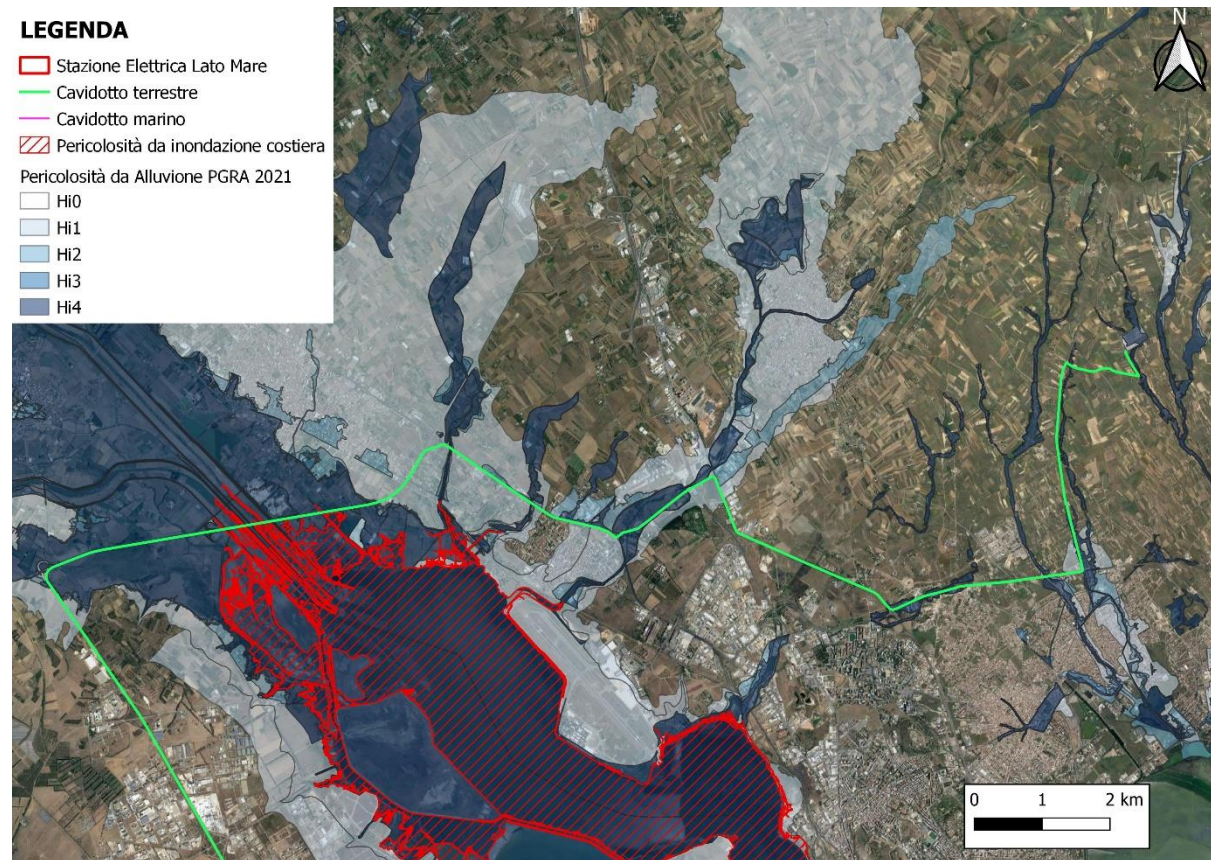 LEGENDA
Stazione Elettrica Lato Mare
Cavidotto terrestre
Cavidotto marino
Pericolosità da inondazione costiera
Pericolosità da Alluvione PGRA 2021
Hi0
Hi1
Hi2
Hi3
Hi4
N
0 1 2 km